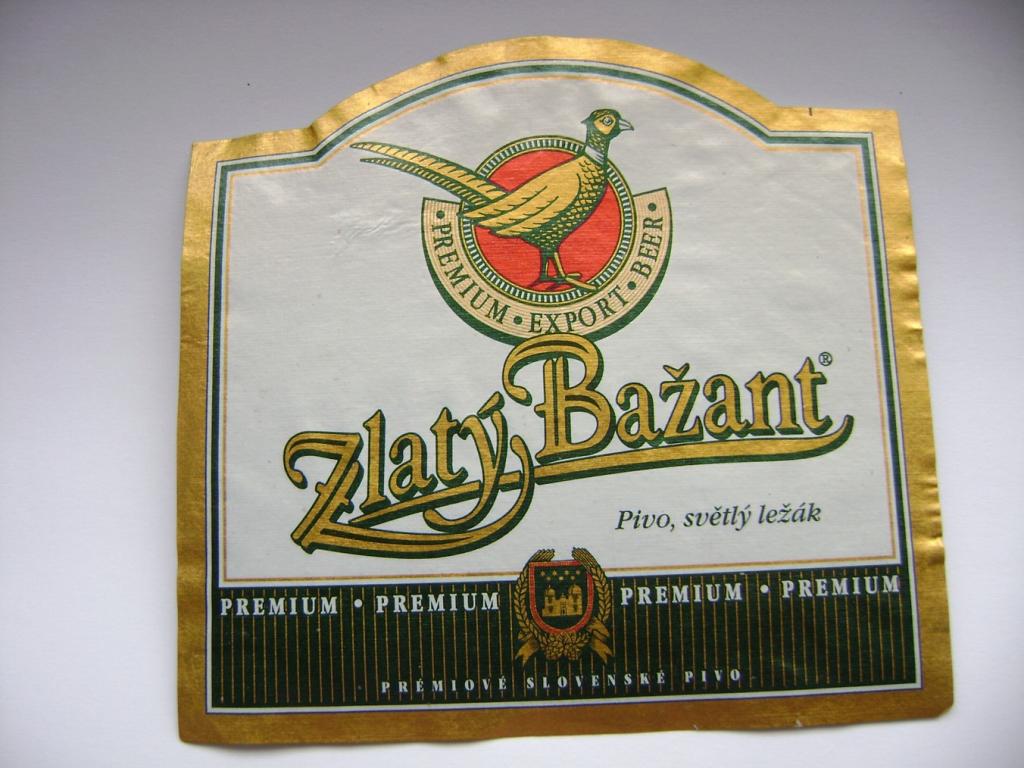 • PREMIUM • EXPORT • BEER •
Zlatý Bažant®
Pivo, světlý ležák
PREMIUM • PREMIUM PREMIUM • PREMIUM
PRÉMIOVÉ SLOVENSKÉ PIVO